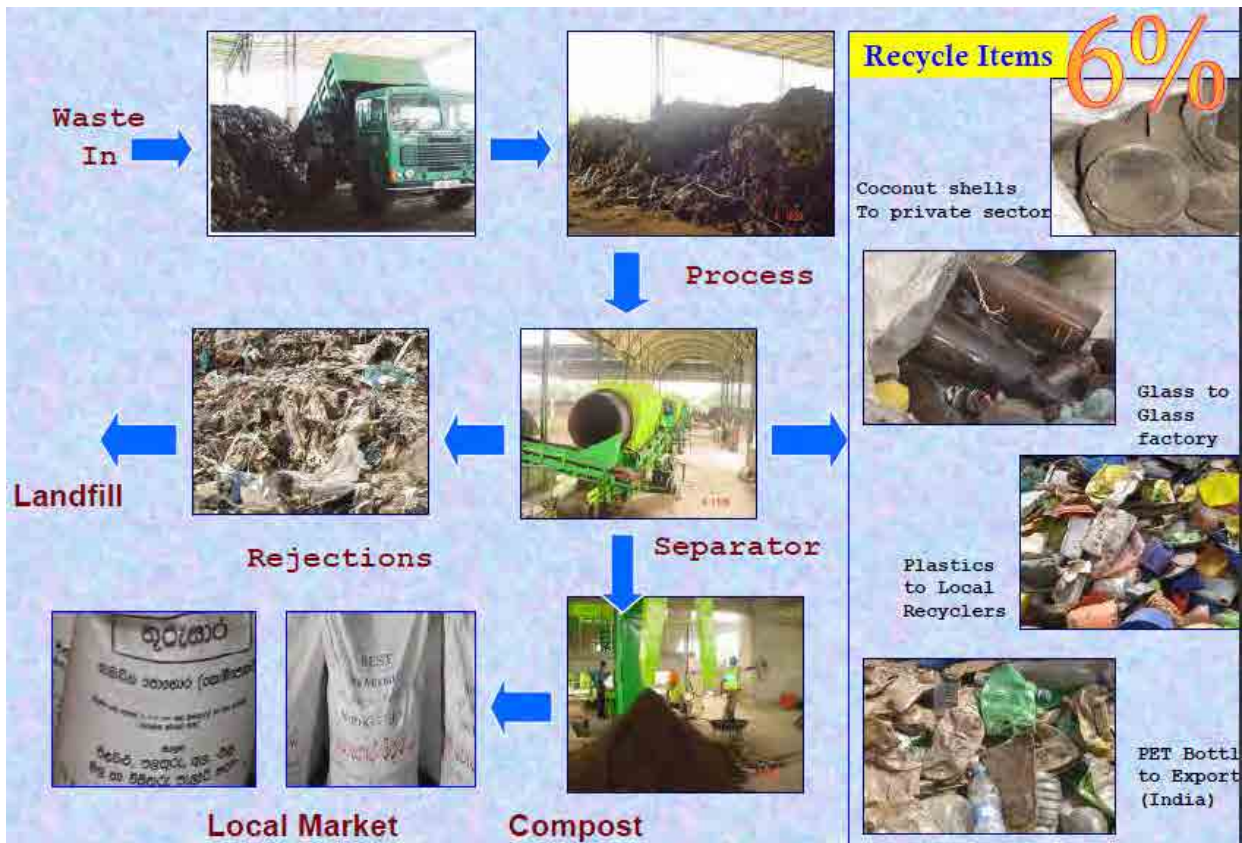 Waste
In
Recycle Items
6%
Coconut shells
To private sector
Process
Glass to
Glass
factory
Landfill
Rejections
Separator
Plastics
to Local
Recyclers
තුරුසාර
BEST
PET Bottl
to Export
(India)
Local Market
Compost